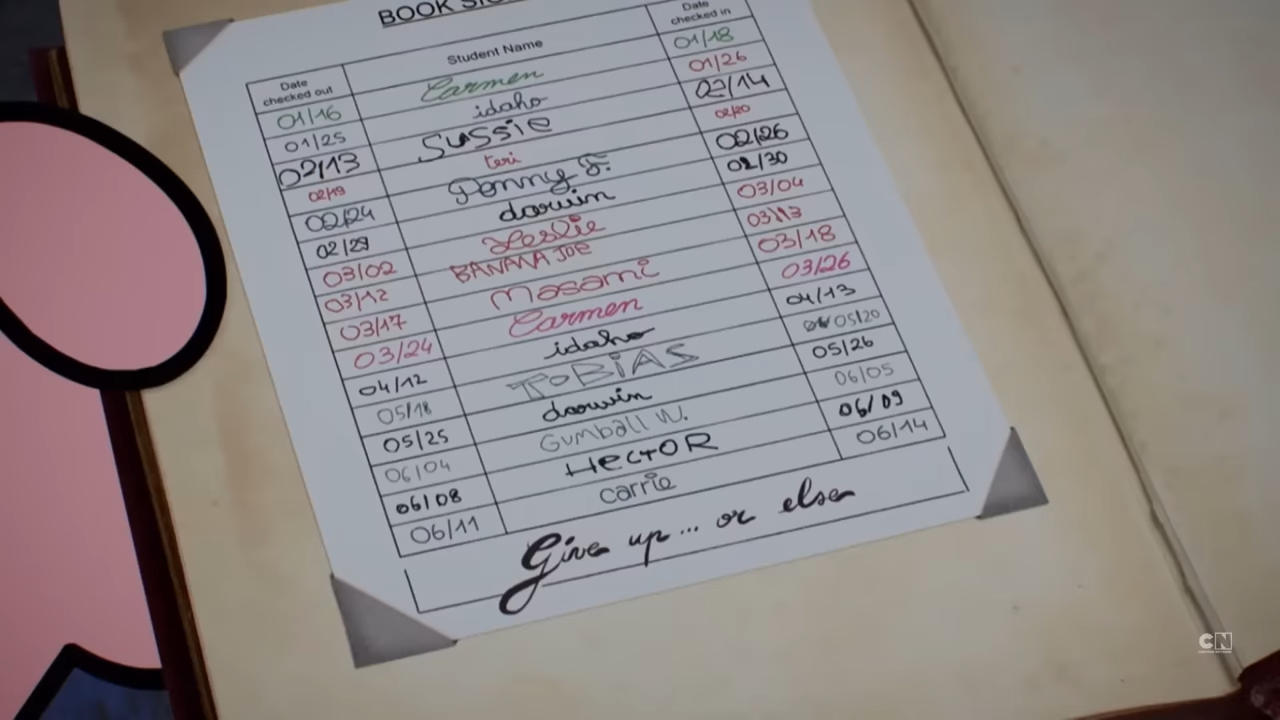 BOOK
Date checked out Student Name Date checked in
01/16 Carmen 01/18
01/25 idaho 01/26
02/13 Sussie 02/14
02/19 teri 02/20
02/24 Penny F. 02/26
02/29 darwin 02/30
03/02 Leslie 03/04
03/12 BANANA JOE 03/13
03/17 Masami 03/18
03/24 Carmen 03/26
04/12 idaho 04/13
05/18 TOBIAS 05/20
05/25 darwin 05/26
06/04 Gumball W. 06/05
06/08 HECTOR 06/09
06/11 carrie 06/14
Give up... or else
CN